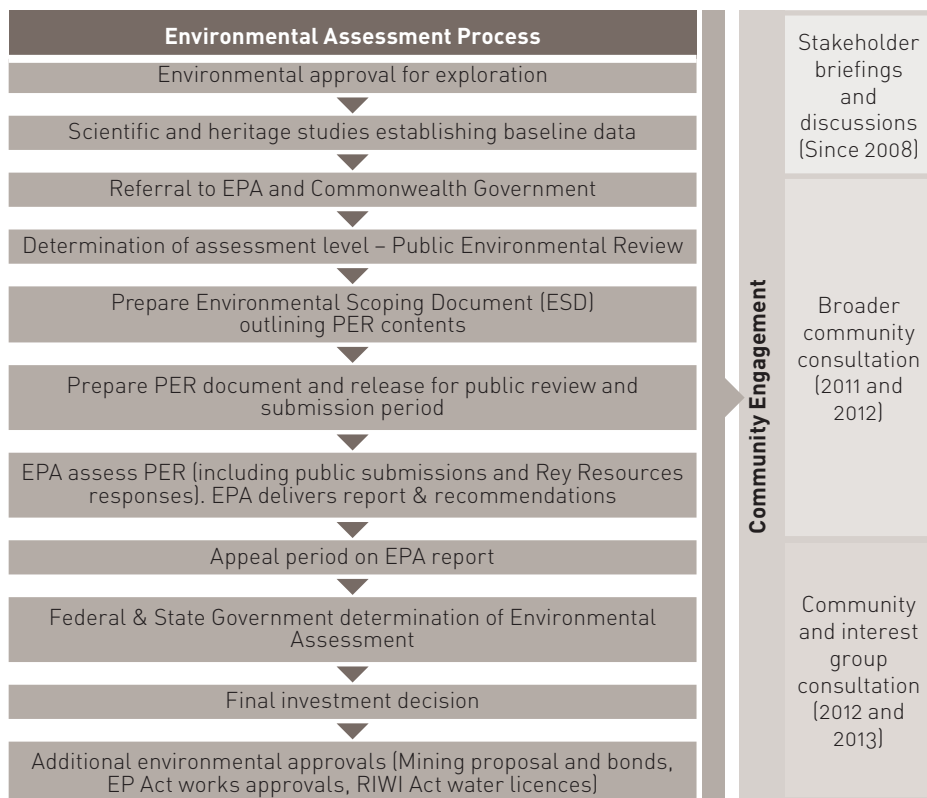 Environmental Assessment Process
Environmental approval for exploration
Scientific and heritage studies establishing baseline data
Referral to EPA and Commonwealth Government
Determination of assessment level – Public Environmental Review
Prepare Environmental Scoping Document (ESD)
outlining PER contents
Prepare PER document and release for public review and
submission period
EPA assess PER (including public submissions and Rey Resources
responses). EPA delivers report & recommendations
Appeal period on EPA report
Federal & State Government determination of Environmental
Assessment
Final investment decision
Additional environmental approvals (Mining proposal and bonds,
EP Act works approvals, RIWI Act water licences)
Community Engagement
Stakeholder
briefings
and
discussions
(Since 2008)
Broader
community
consultation
(2011 and
2012)
Community
and interest
group
consultation
(2012 and
2013)